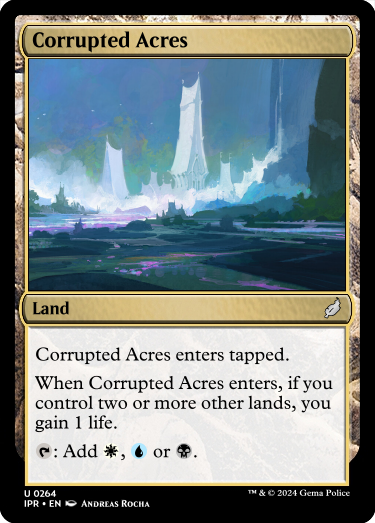 Corrupted Acres
Land
Corrupted Acres enters tapped.
When Corrupted Acres enters, if you
control two or more other lands, you
gain 1 life.
: Add , or .
U 0264
IPR • EN Andreas Rocha
™ & © 2024 Gema Police